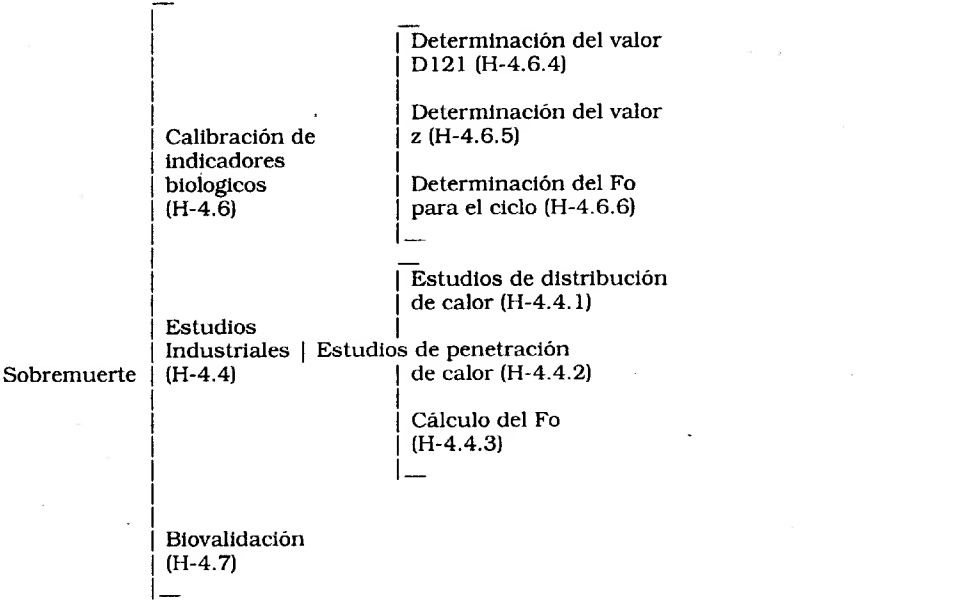 Determinación del valor
D121 (H-4.6.4)
Determinación del valor
z (H-4.6.5)
Calibración de
indicadores
biologicos
(H-4.6)
Determinación del Fo
para el ciclo (H-4.6.6)
Estudios de distribución
de calor (H-4.4.1)
Estudios
Industriales | Estudios de penetración
Sobremuerte
(H-4.4)
de calor (H-4.4.2)
Cálculo del Fo
(H-4.4.3)
Biovalidación
(H-4.7)